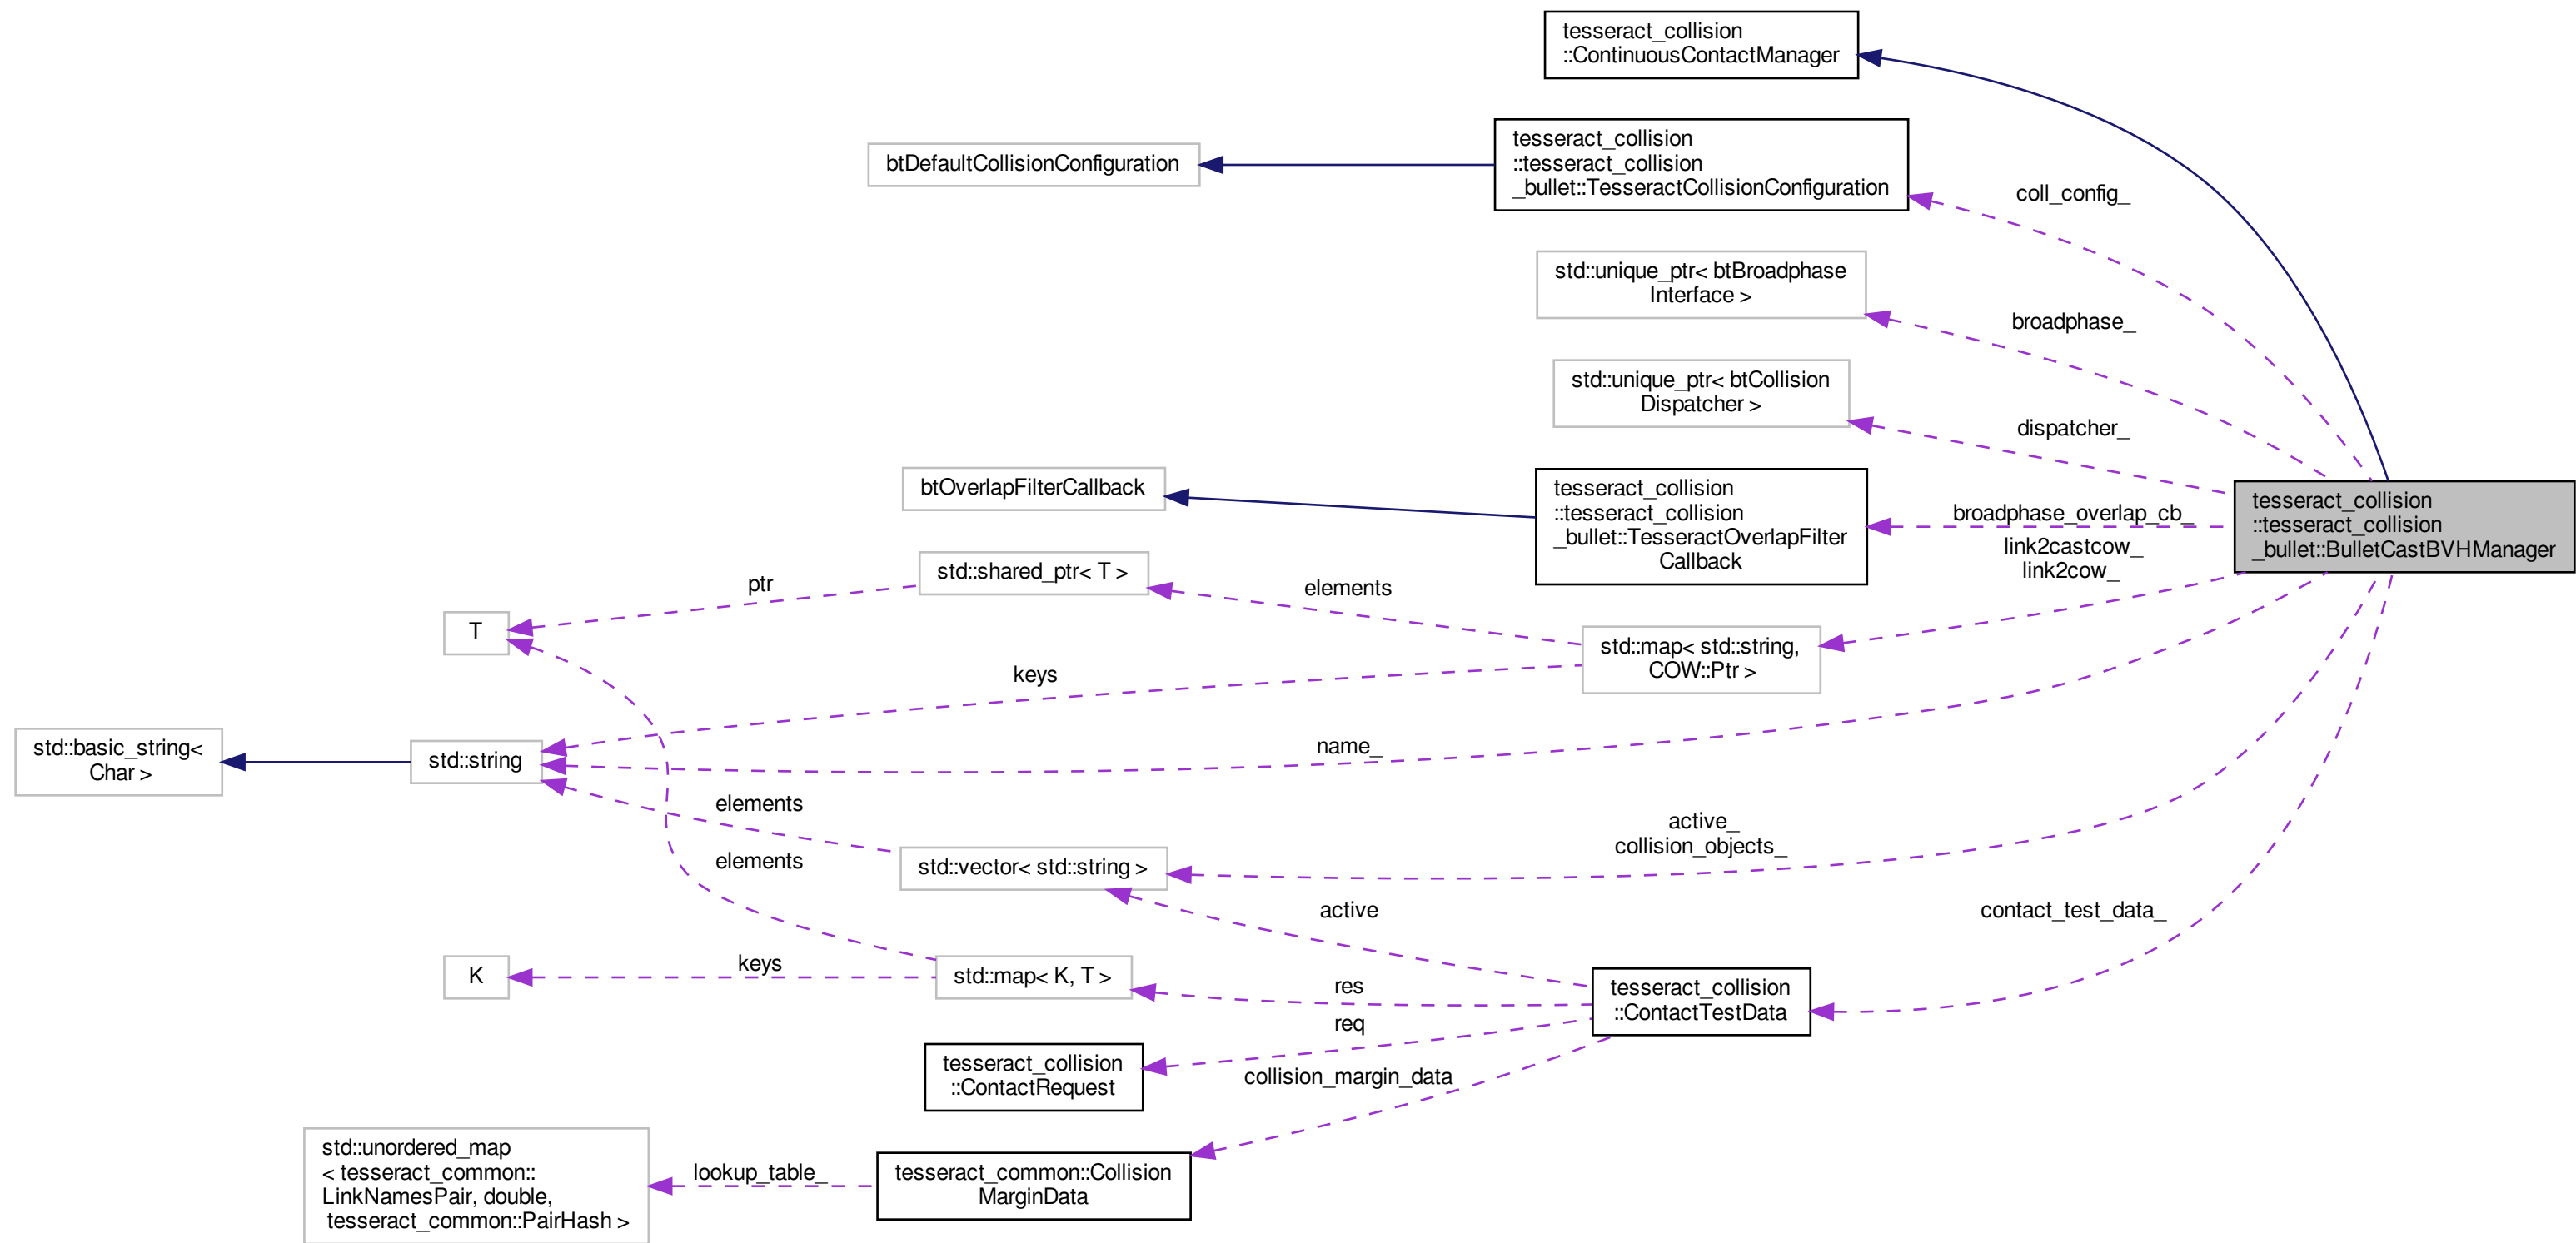 tesseract_collision
::ContinuousContactManager
tesseract_collision
::tesseract_collision
_bullet::TesseractCollisionConfiguration
btDefaultCollisionConfiguration
coll_config_
std::unique_ptr< btBroadphase
Interface >
broadphase_
std::unique_ptr< btCollision
Dispatcher >
dispatcher_
btOverlapFilterCallback
tesseract_collision
::tesseract_collision
_bullet::TesseractOverlapFilter
Callback
broadphase_overlap_cb_
tesseract_collision
::tesseract_collision
_bullet::BulletCastBVHManager
link2castcow_
link2cow_
std::shared_ptr< T >
ptr
elements
T
std::map< std::string,
COW::Ptr >
keys
name_
std::basic_string<
Char >
std::string
elements
active_
collision_objects_
elements
std::vector< std::string >
active
contact_test_data_
K
keys
std::map< K, T >
res
tesseract_collision
::ContactTestData
req
tesseract_collision
::ContactRequest
collision_margin_data
std::unordered_map
< tesseract_common::
LinkNamesPair, double,
tesseract_common::PairHash >
lookup_table_
tesseract_common::Collision
MarginData